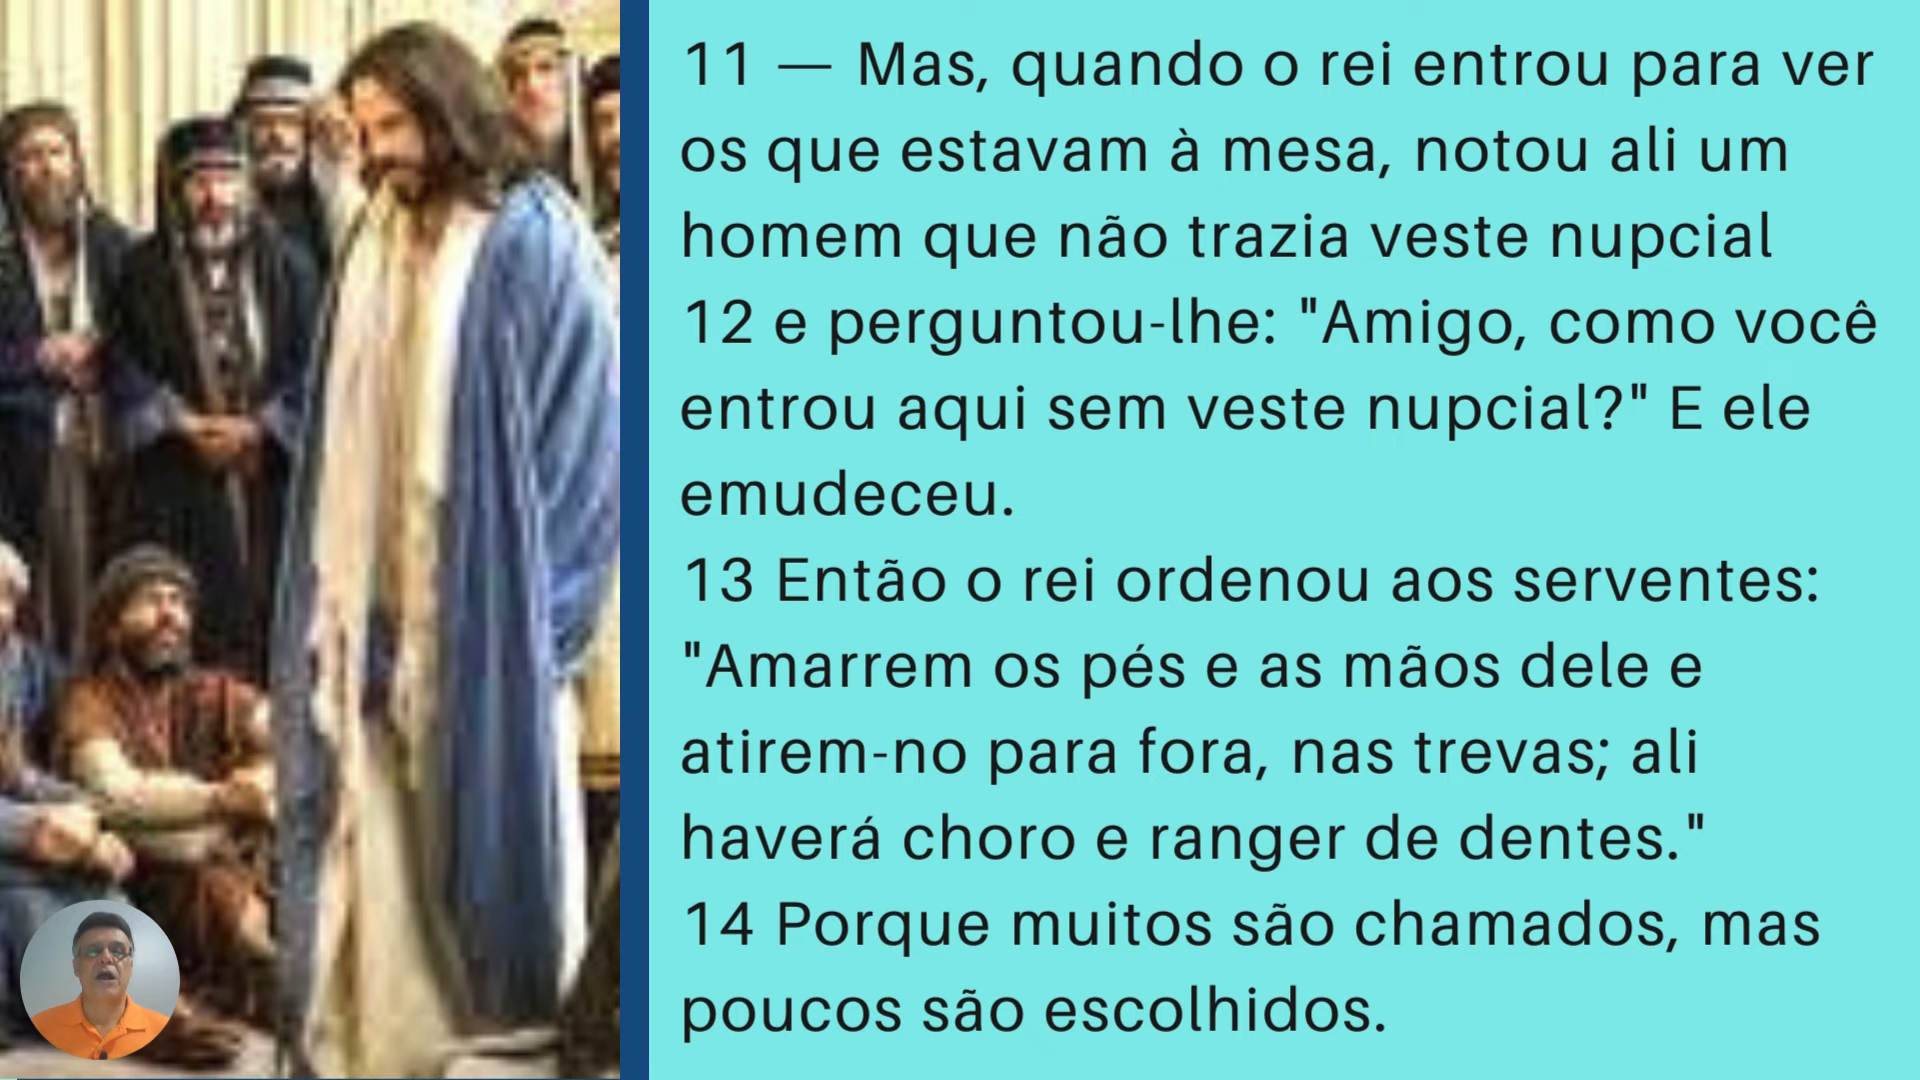 11 — Mas, quando o rei entrou para ver
os que estavam à mesa, notou ali um
homem que não trazia veste nupcial
12 e perguntou-lhe: "Amigo, como você
entrou aqui sem veste nupcial?" E ele
emudeceu.
13 Então o rei ordenou aos serventes:
"Amarrem os pés e as mãos dele e
atirem-no para fora, nas trevas; ali
haverá choro e ranger de dentes."
14 Porque muitos são chamados, mas
poucos são escolhidos.